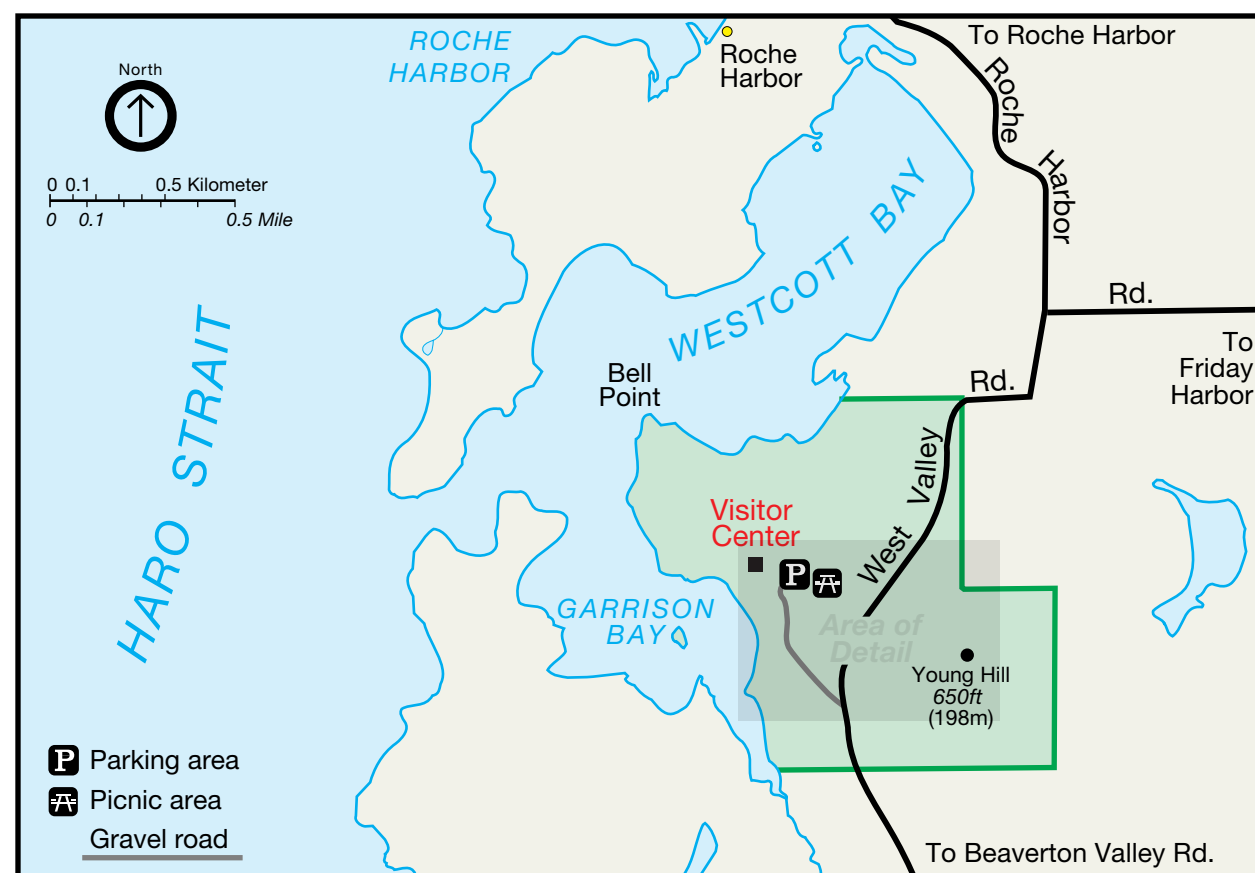 ROCHE
HARBOR
Roche
Harbor
To Roche Harbor
Roche
Harbor
Rd.
North
0 0.1 0.5 Kilometer
0 0.1 0.5 Mile
WESTCOTT BAY
HARO STRAIT
To
Friday
Harbor
Bell
Point
Rd.
West Valley
Visitor
Center
P
GARRISON
BAY
Area of
Detail
Young Hill
650ft
(198m)
P Parking area
Picnic area
Gravel road
To Beaverton Valley Rd.